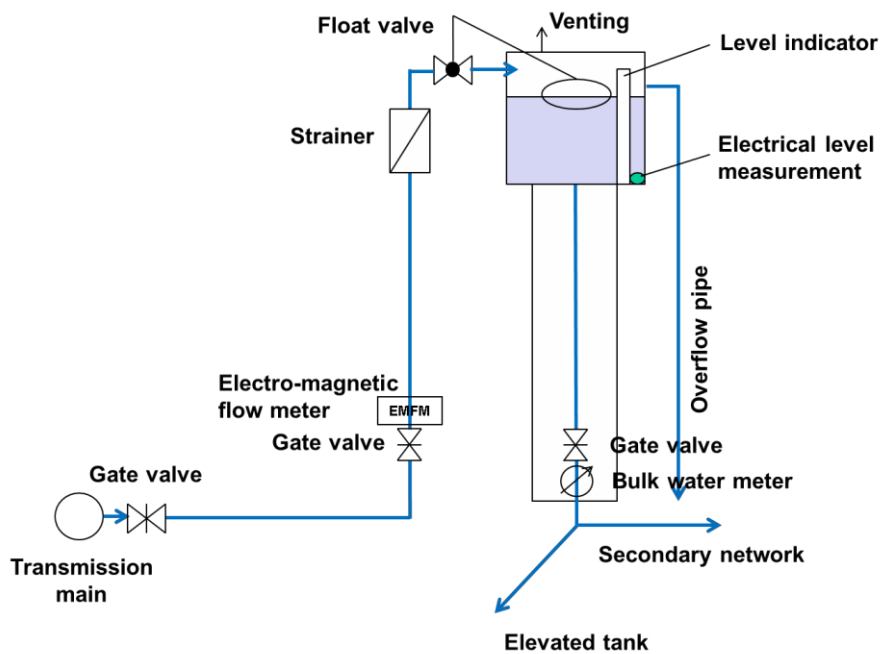 Venting
Float valve
Level indicator
Strainer
Electrical level
measurement
Overflow pipe
Electro-magnetic
flow meter
EMFM
Gate valve
Gate valve
Bulk water meter
Gate valve
Transmission
main
Secondary network
Elevated tank